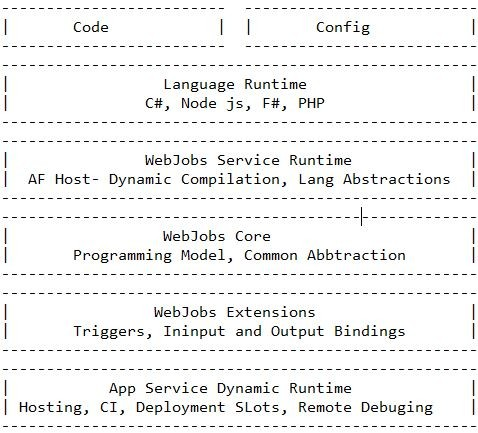 Code
Config
Language Runtime
C#, Node js, F#, PHP
WebJobs Service Runtime
AF Host- Dynamic Compilation, Lang Abstractions
WebJobs Core
Programming Model, Common Abbtraction
WebJobs Extensions
Triggers, Ininput and Output Bindings
App Service Dynamic Runtime
Hosting, CI, Deployment SLots, Remote Debuging